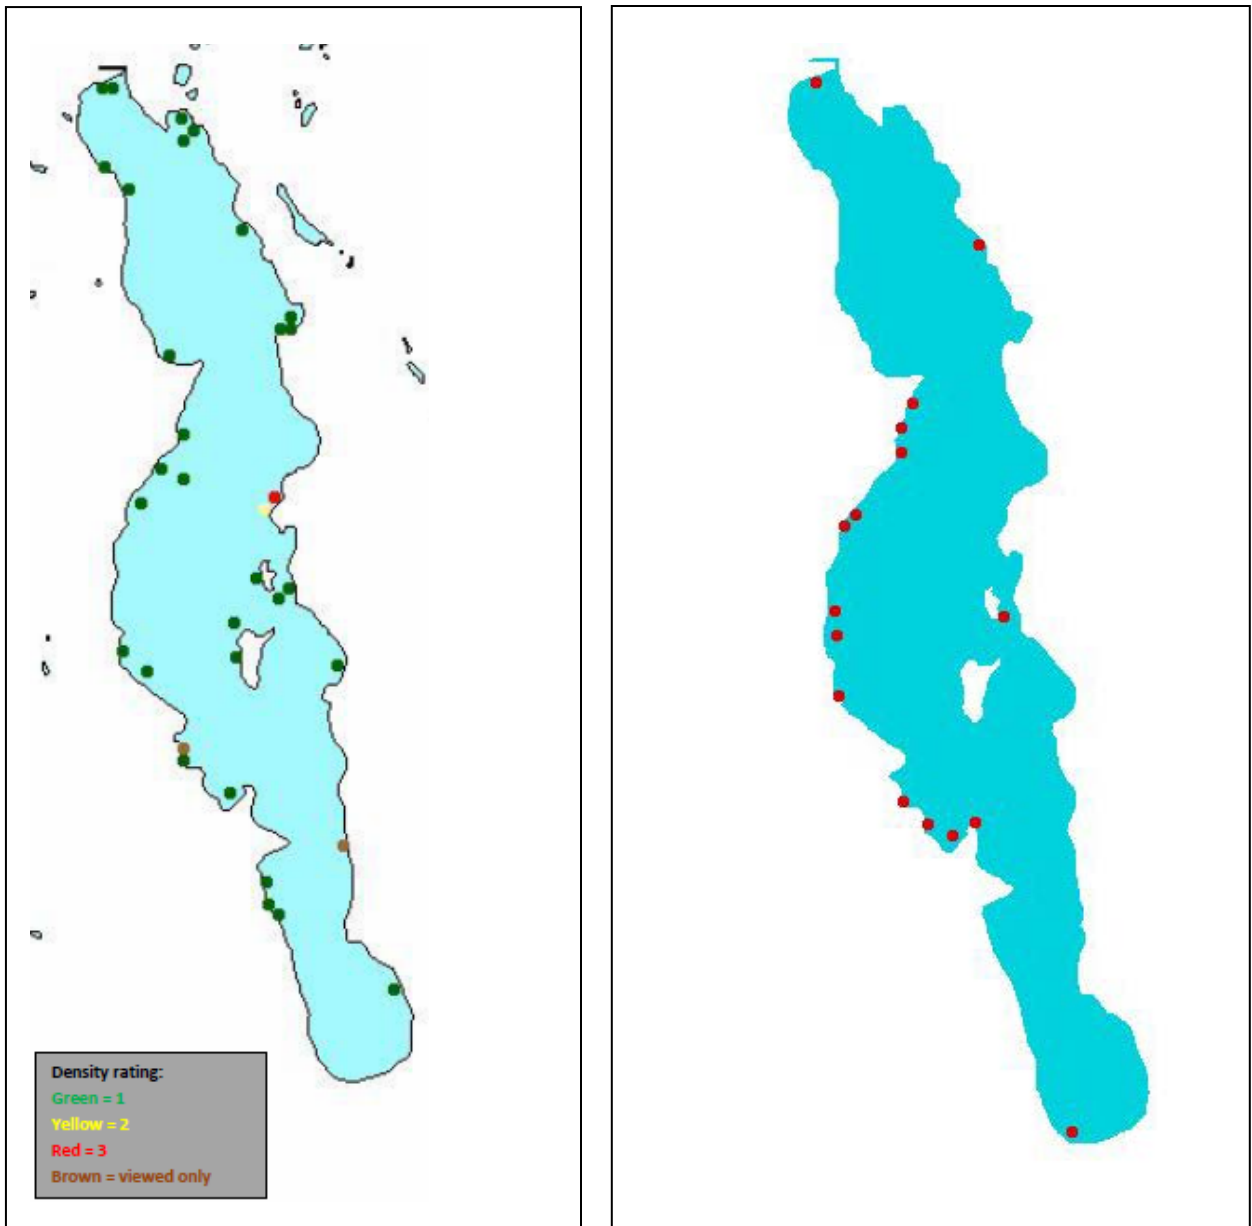 Density rating:
Green = 1
Yellow = 2
Red = 3
Brown = viewed only